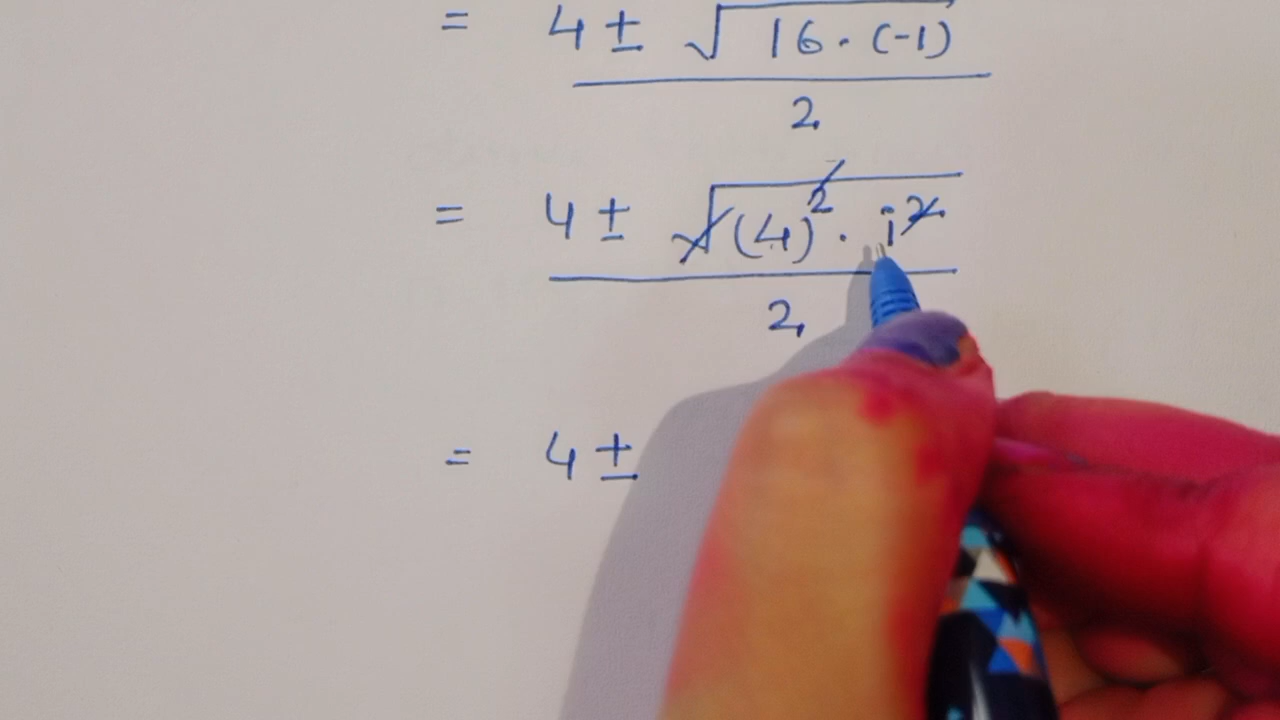 = 4 ± √16 · (-1)
2
= 4 ± √(4)² · i²
2
= 4 ±